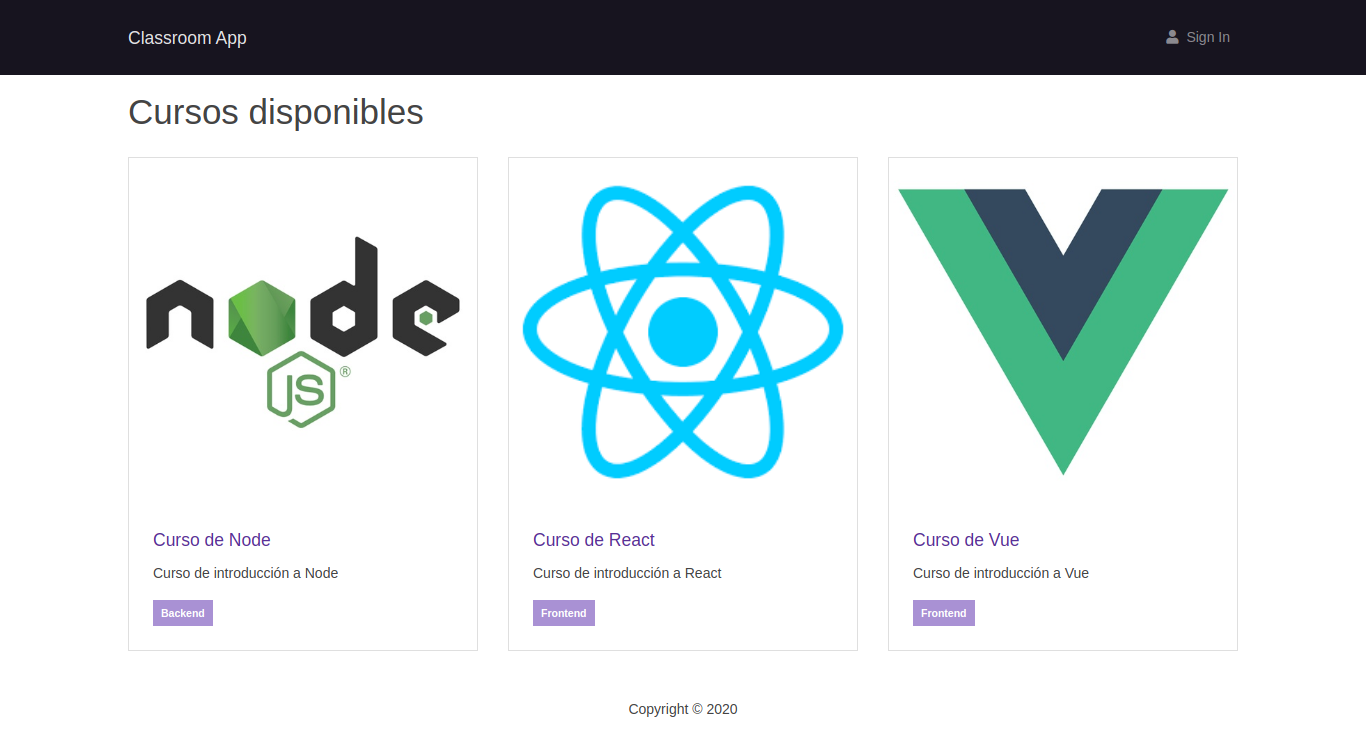 Classroom App
Sign In
Cursos disponibles
node
JS®
Curso de Node
Curso de introducción a Node
Backend
Curso de React
Curso de introducción a React
Frontend
Curso de Vue
Curso de introducción a Vue
Frontend
Copyright © 2020